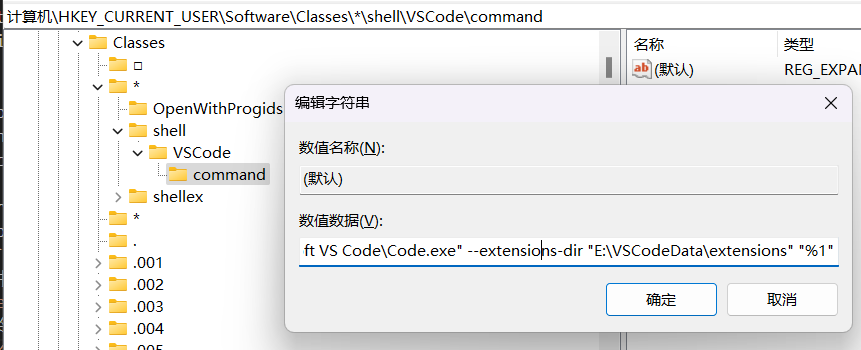 计算机\HKEY_CURRENT_USER\Software\Classes\*\shell\VSCode\command
Classes
*
OpenWithProgids
shell
VSCode
command
shellex
*
.
.001
.002
.003
.004
名称
类型
(默认)
REG_EXPA
编辑字符串
数值名称(N):
(默认)
数值数据(V):
ft VS Code\Code.exe" --extensions-dir "E:\VSCodeData\extensions" "%1"
确定
取消